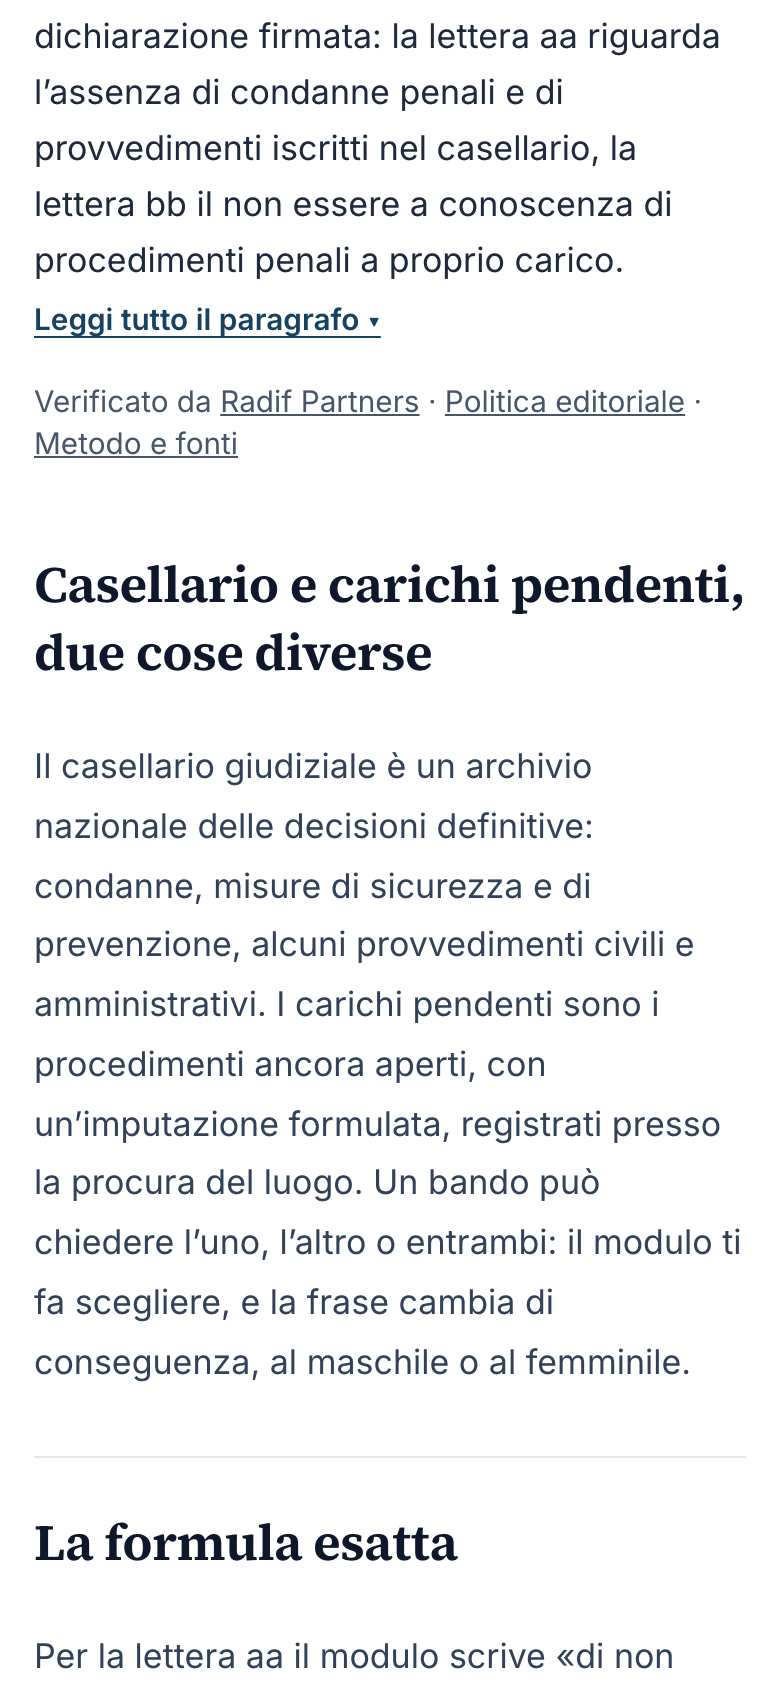 dichiarazione firmata: la lettera aa riguarda
l’assenza di condanne penali e di
provvedimenti iscritti nel casellario, la
lettera bb il non essere a conoscenza di
procedimenti penali a proprio carico.
Leggi tutto il paragrafo ▾
Verificato da Radif Partners · Politica editoriale ·
Metodo e fonti
Casellario e carichi pendenti,
due cose diverse
Il casellario giudiziale è un archivio
nazionale delle decisioni definitive:
condanne, misure di sicurezza e di
prevenzione, alcuni provvedimenti civili e
amministrativi. I carichi pendenti sono i
procedimenti ancora aperti, con
un’imputazione formulata, registrati presso
la procura del luogo. Un bando può
chiedere l’uno, l’altro o entrambi: il modulo ti
fa scegliere, e la frase cambia di
conseguenza, al maschile o al femminile.
La formula esatta
Per la lettera aa il modulo scrive «di non